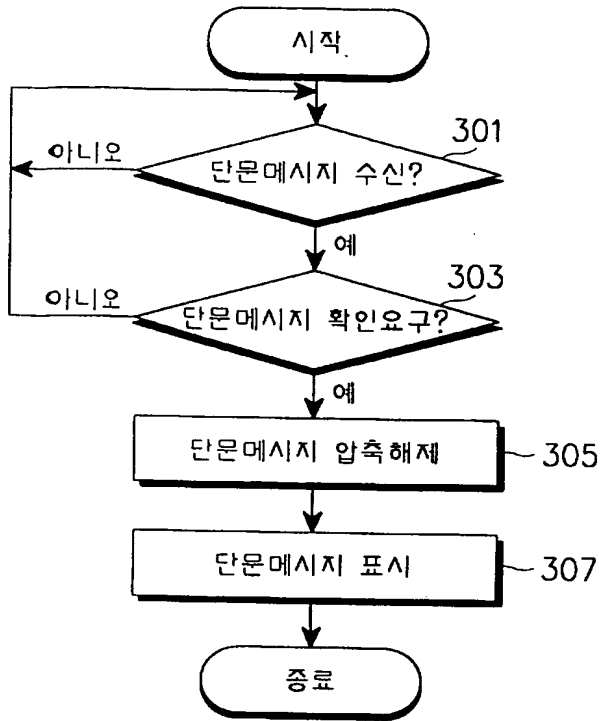 시작
301
아니오
단문메시지 수신?
예
303
아니오
단문메시지 확인요구?
예
단문메시지 압축해제
305
단문메시지 표시
307
종료